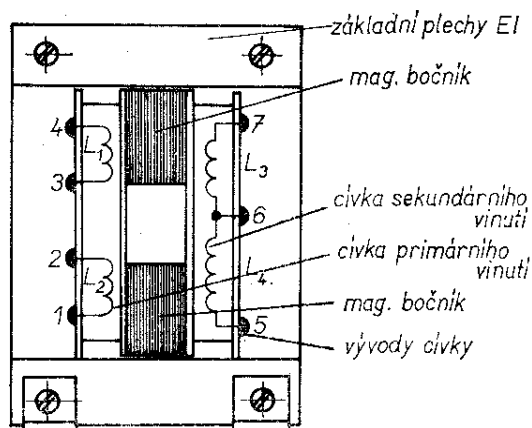 základní plechy EI
mag. bočník
4
7
L1
L3
3
6
cívka sekundárního
vinutí
2
cívka primárního
vinutí
L2
L4.
mag. bočník
1
5
vývody cívky